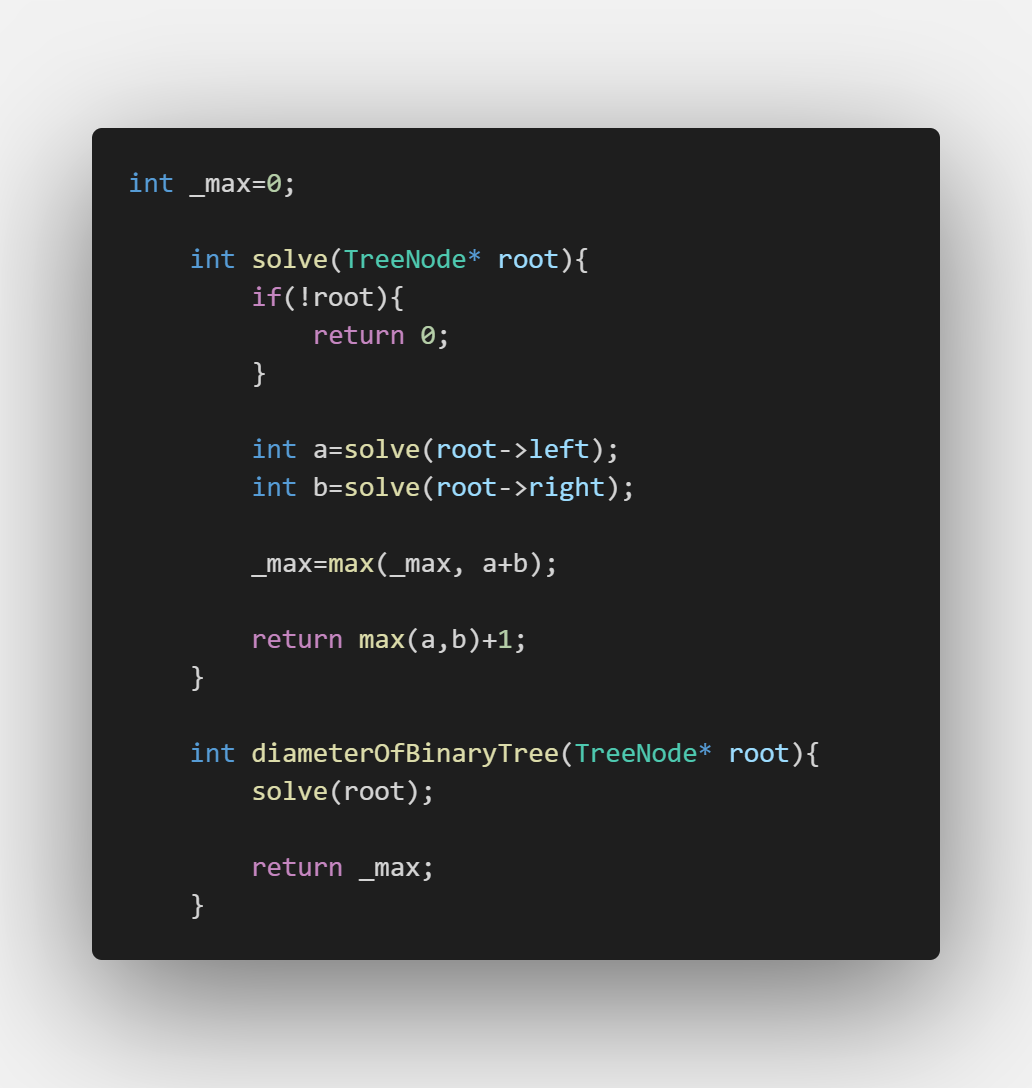 int _max=0;
    int solve(TreeNode* root){
        if(!root){
            return 0;
        }
        int a=solve(root->left);
        int b=solve(root->right);
        _max=max(_max, a+b);
        return max(a,b)+1;
    }
    int diameterOfBinaryTree(TreeNode* root){
        solve(root);
        return _max;
    }